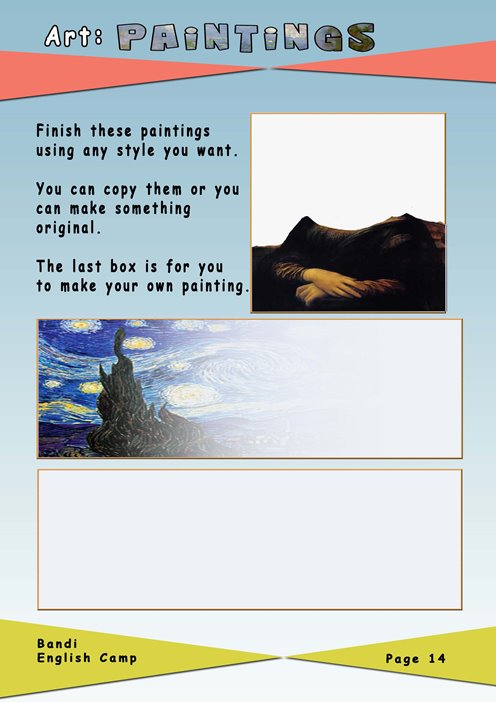 Art: PAINTINGS
Finish these paintings
using any style you want.
You can copy them or you
can make something
original.
The last box is for you
to make your own painting.
Bandi
English Camp
Page 14